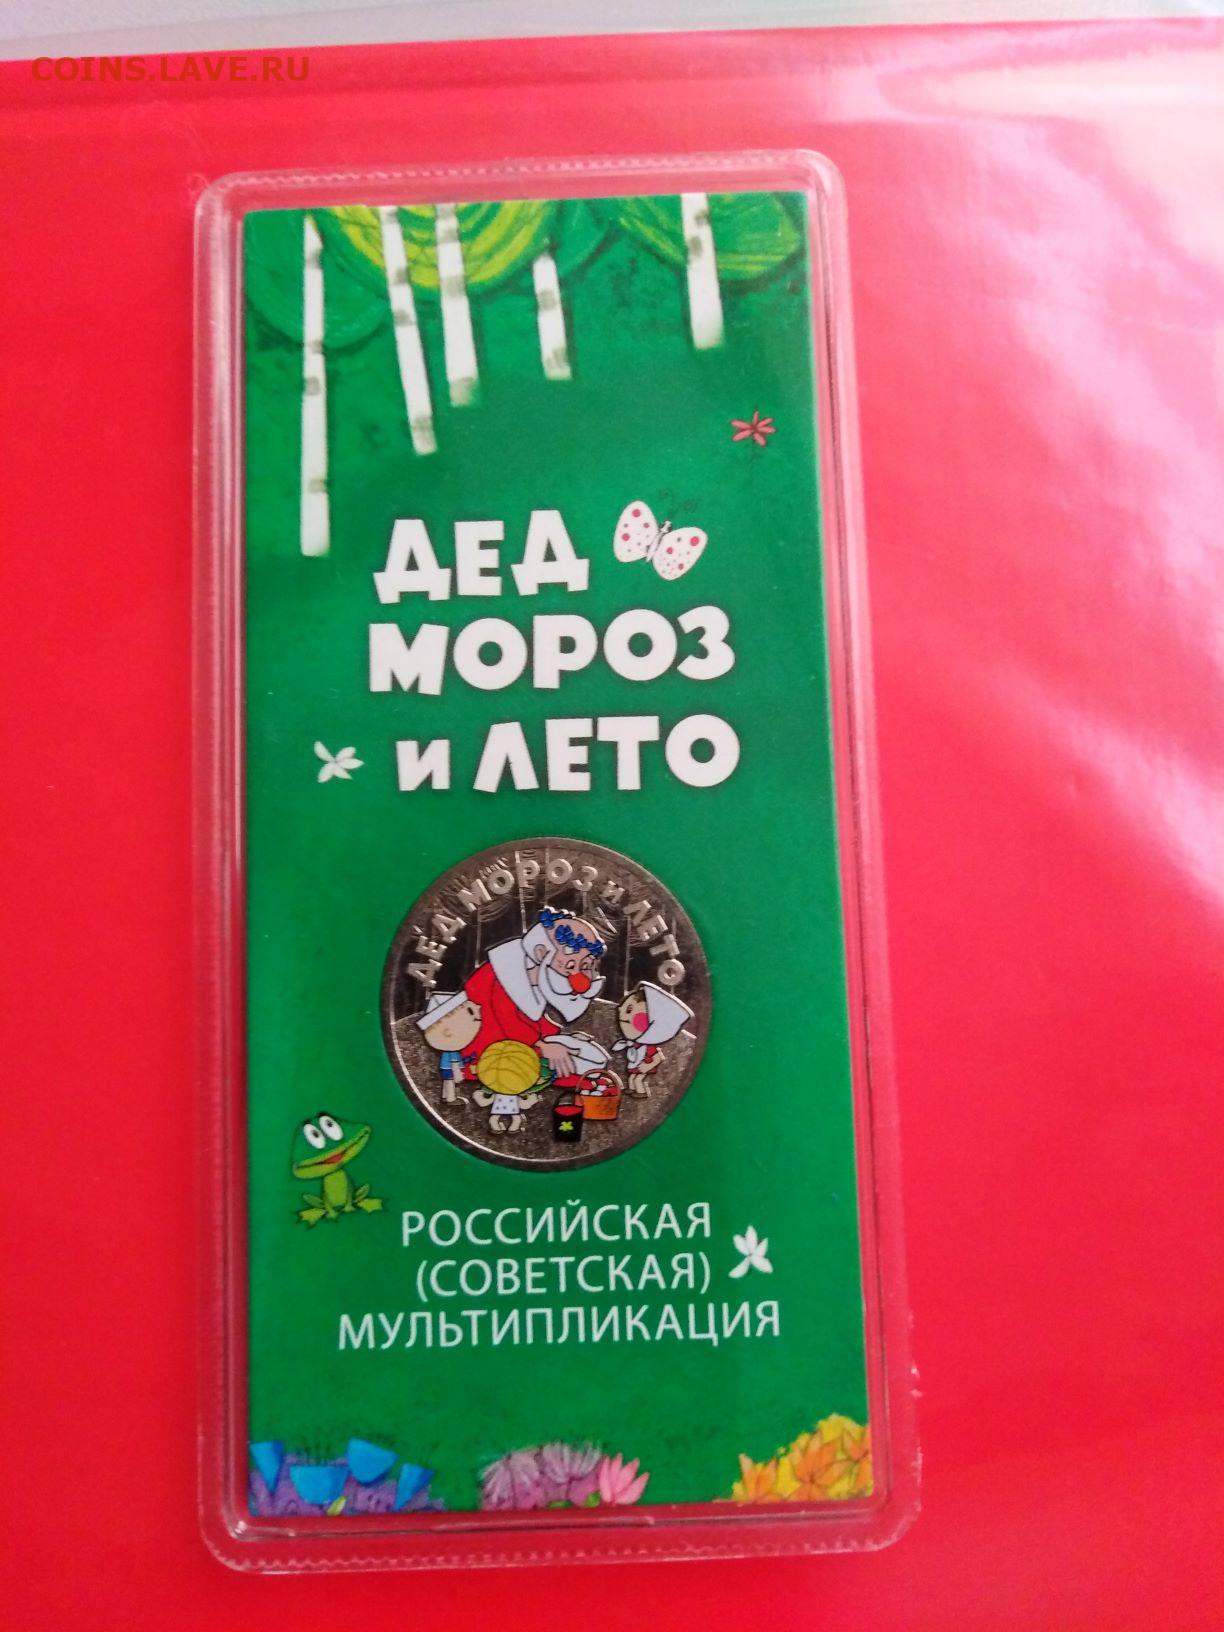 COINS.LAVE.RU
ДЕД
МОРОЗ
И ЛЕТО
ДЕД МОРОЗ И ЛЕТО
РОССИЙСКАЯ
(СОВЕТСКАЯ)
МУЛЬТИПЛИКАЦИЯ